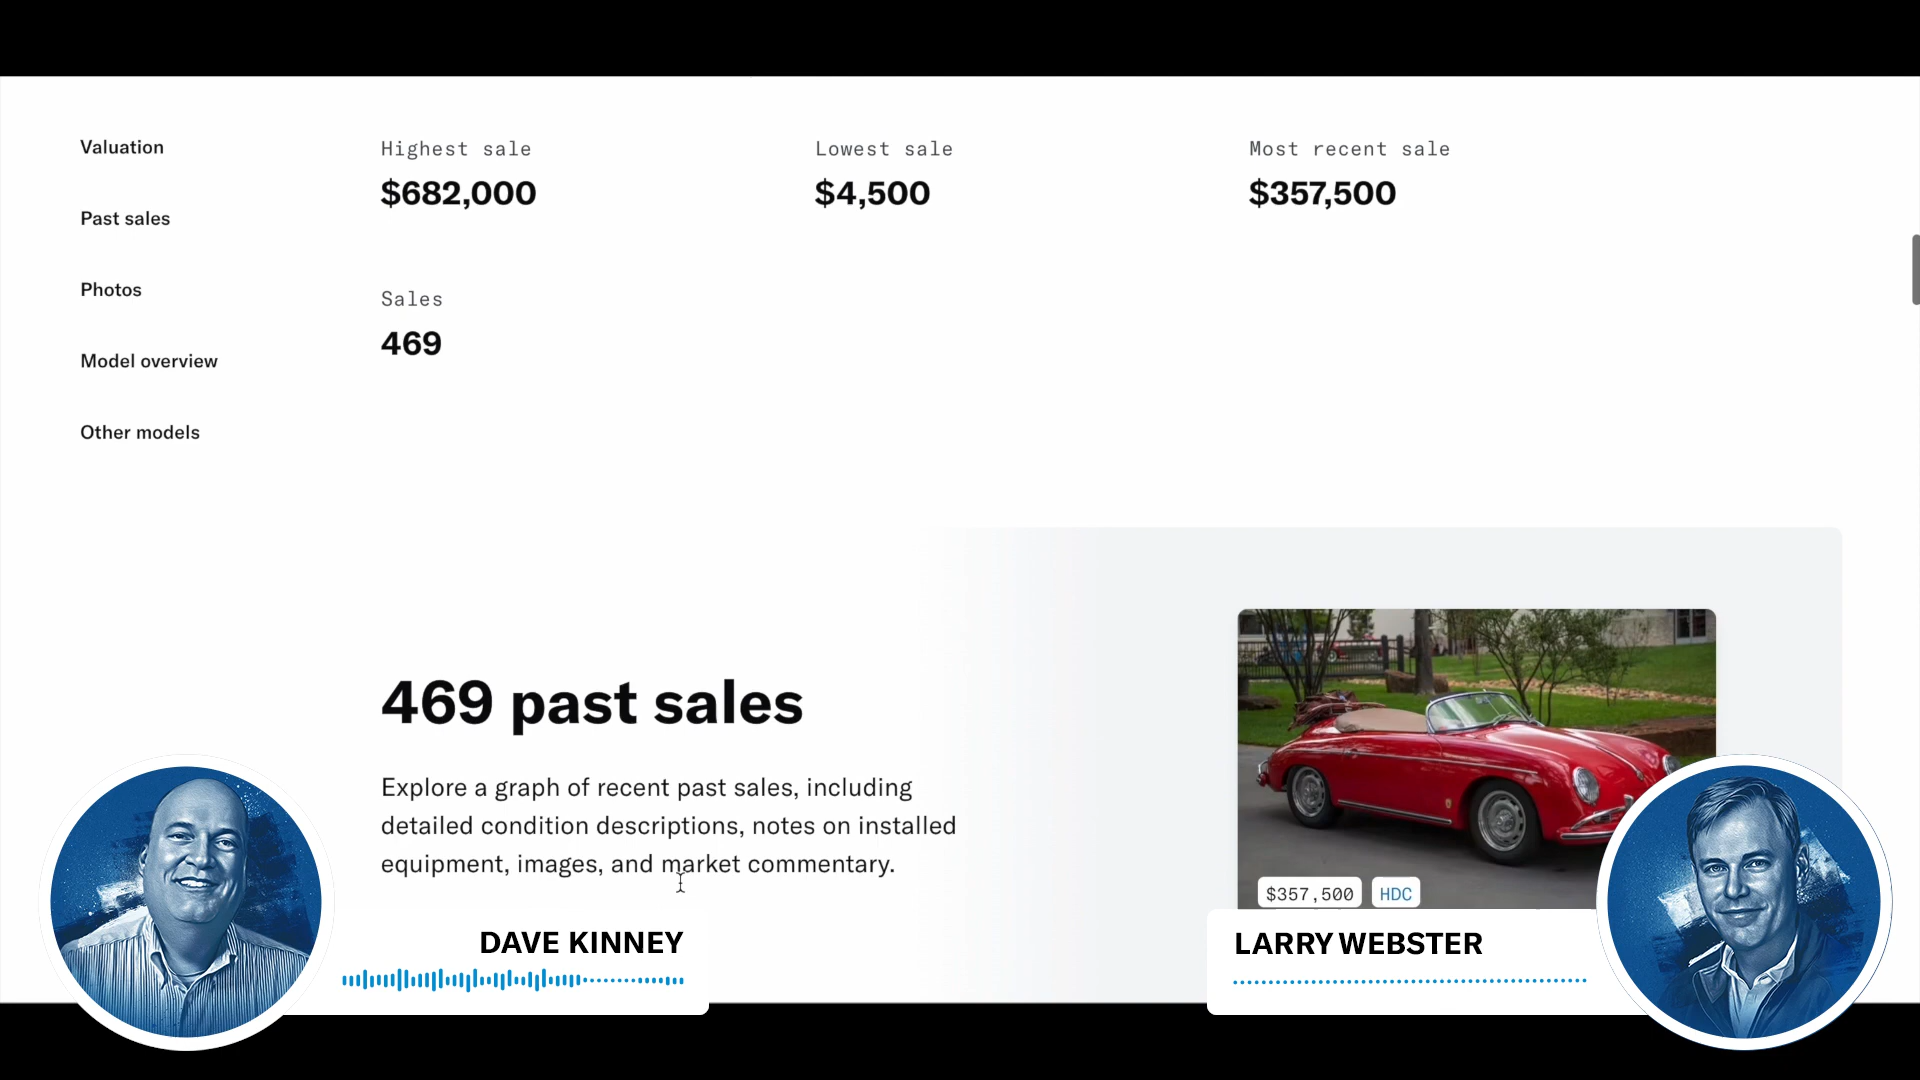 Valuation
Past sales
Photos
Model overview
Other models
Highest sale
$682,000
Lowest sale
$4,500
Most recent sale
$357,500
Sales
469
469 past sales
Explore a graph of recent past sales, including
detailed condition descriptions, notes on installed
equipment, images, and market commentary.
$357,500
HDC
DAVE KINNEY
LARRY WEBSTER